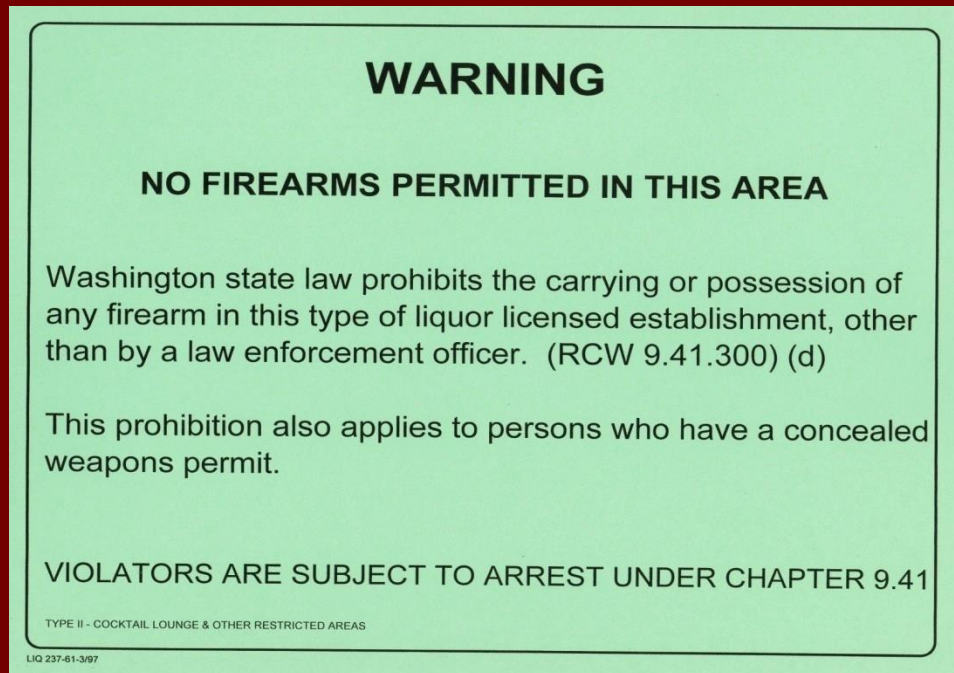 WARNING
NO FIREARMS PERMITTED IN THIS AREA
Washington state law prohibits the carrying or possession of
any firearm in this type of liquor licensed establishment, other
than by a law enforcement officer. (RCW 9.41.300) (d)
This prohibition also applies to persons who have a concealed
weapons permit.
VIOLATORS ARE SUBJECT TO ARREST UNDER CHAPTER 9.41
TYPE II - COCKTAIL LOUNGE & OTHER RESTRICTED AREAS
LIQ 237-61-3/97